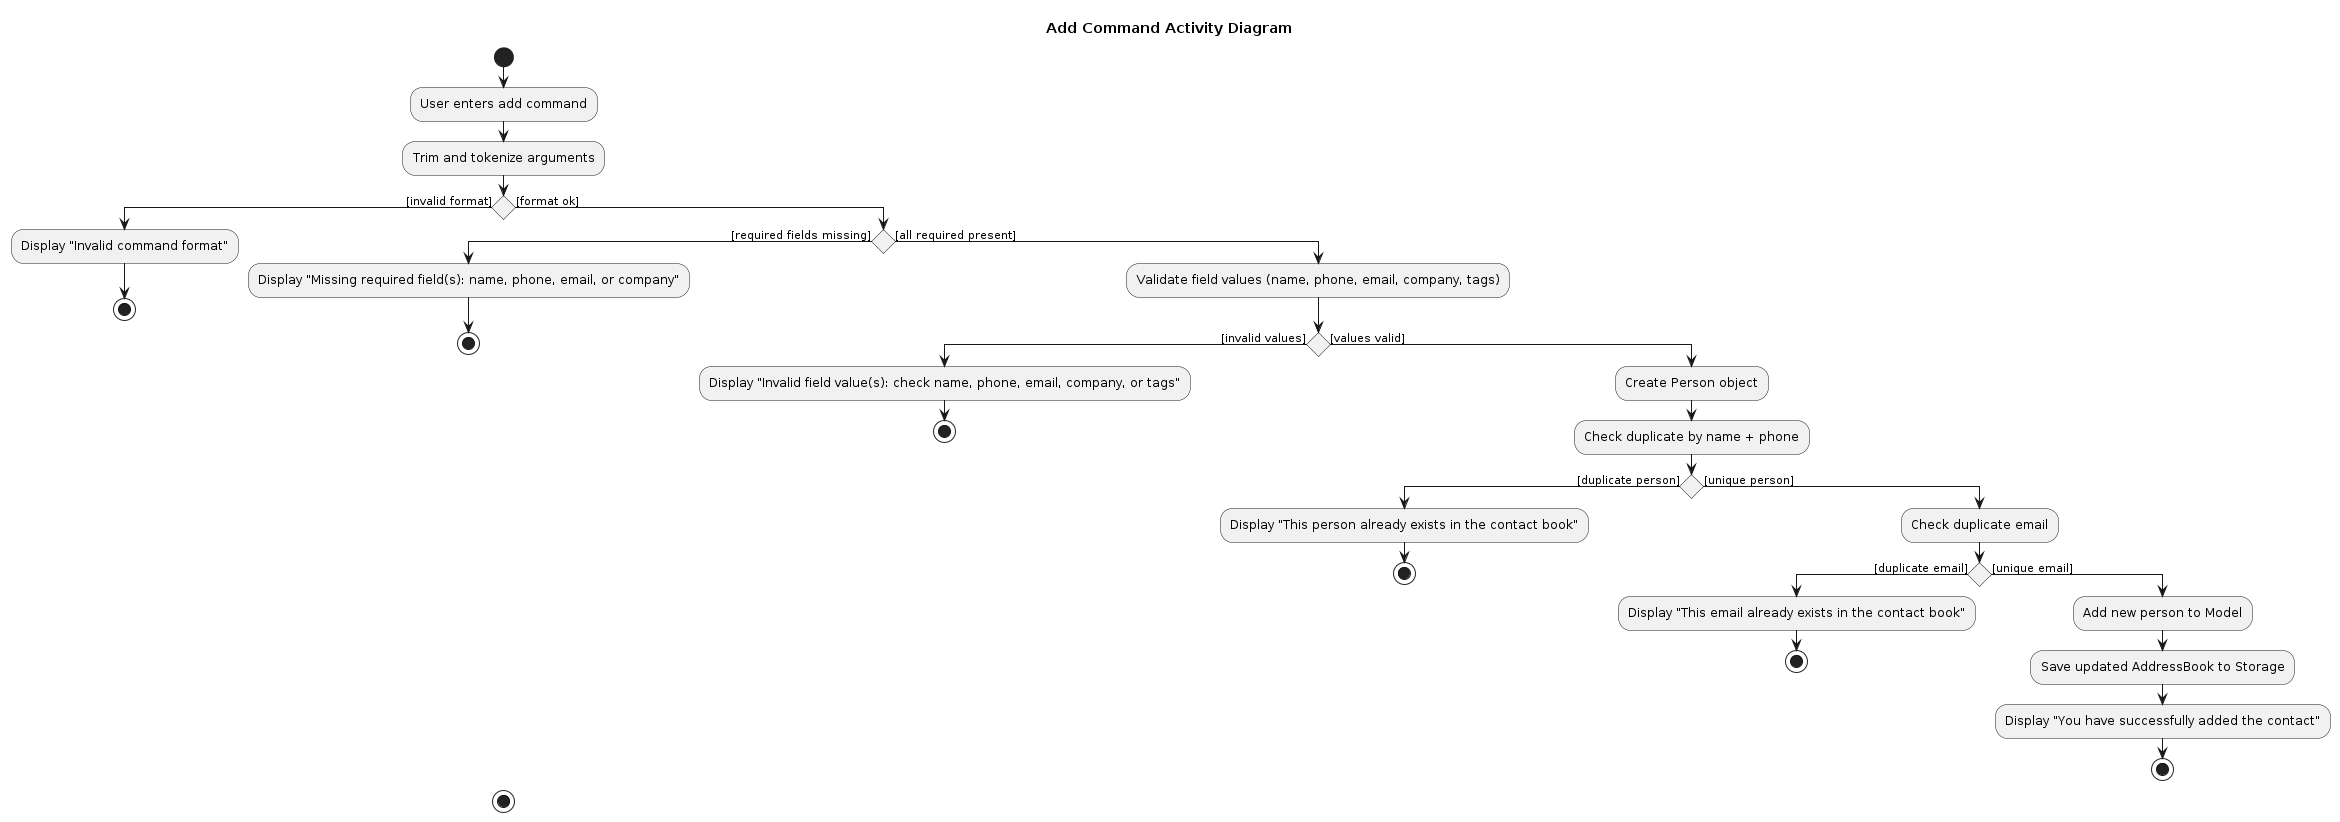 Add Command Activity Diagram
User enters add command
Trim and tokenize arguments
[invalid format]
[format ok]
Display "Invalid command format"
[required fields missing]
[all required present]
Display "Missing required field(s): name, phone, email, or company"
Validate field values (name, phone, email, company, tags)
[invalid values]
[values valid]
Display "Invalid field value(s): check name, phone, email, company, or tags"
Create Person object
Check duplicate by name + phone
[duplicate person]
[unique person]
Display "This person already exists in the contact book"
Check duplicate email
[duplicate email]
[unique email]
Display "This email already exists in the contact book"
Add new person to Model
Save updated AddressBook to Storage
Display "You have successfully added the contact"